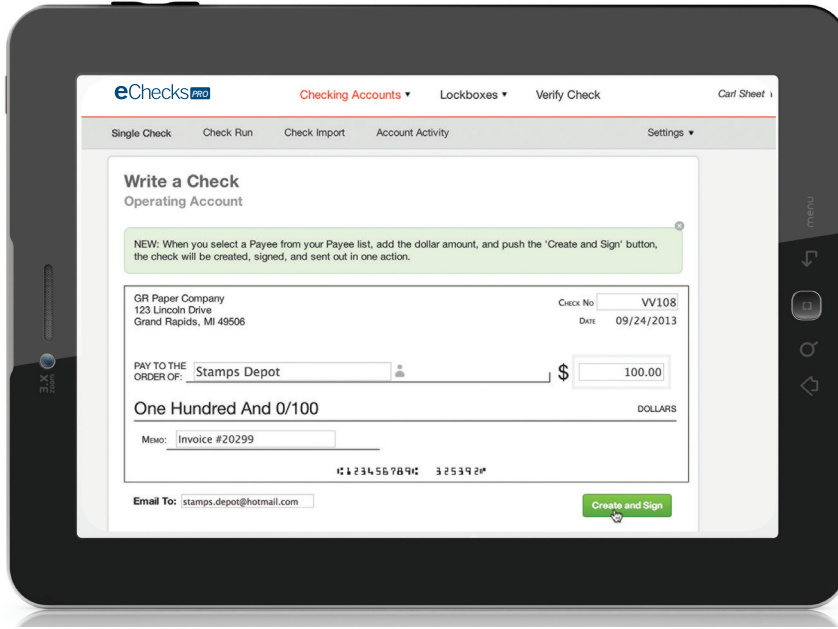 eChecks PRO
Checking Accounts ▾ Lockboxes ▾ Verify Check Carl Sheet
Single Check Check Run Check Import Account Activity Settings ▾
Write a Check
Operating Account
NEW: When you select a Payee from your Payee list, add the dollar amount, and push the 'Create and Sign' button,
the check will be created, signed, and sent out in one action.
GR Paper Company
123 Lincoln Drive
Grand Rapids, MI 49506
CHECK NO VV108
DATE 09/24/2013
PAY TO THE
ORDER OF: Stamps Depot $ 100.00
One Hundred And 0/100 DOLLARS
MEMO: Invoice #20299
⑆123456789⑆ 325392⑈
Email To: stamps.depot@hotmail.com Create and Sign
menu
3.X
zoom